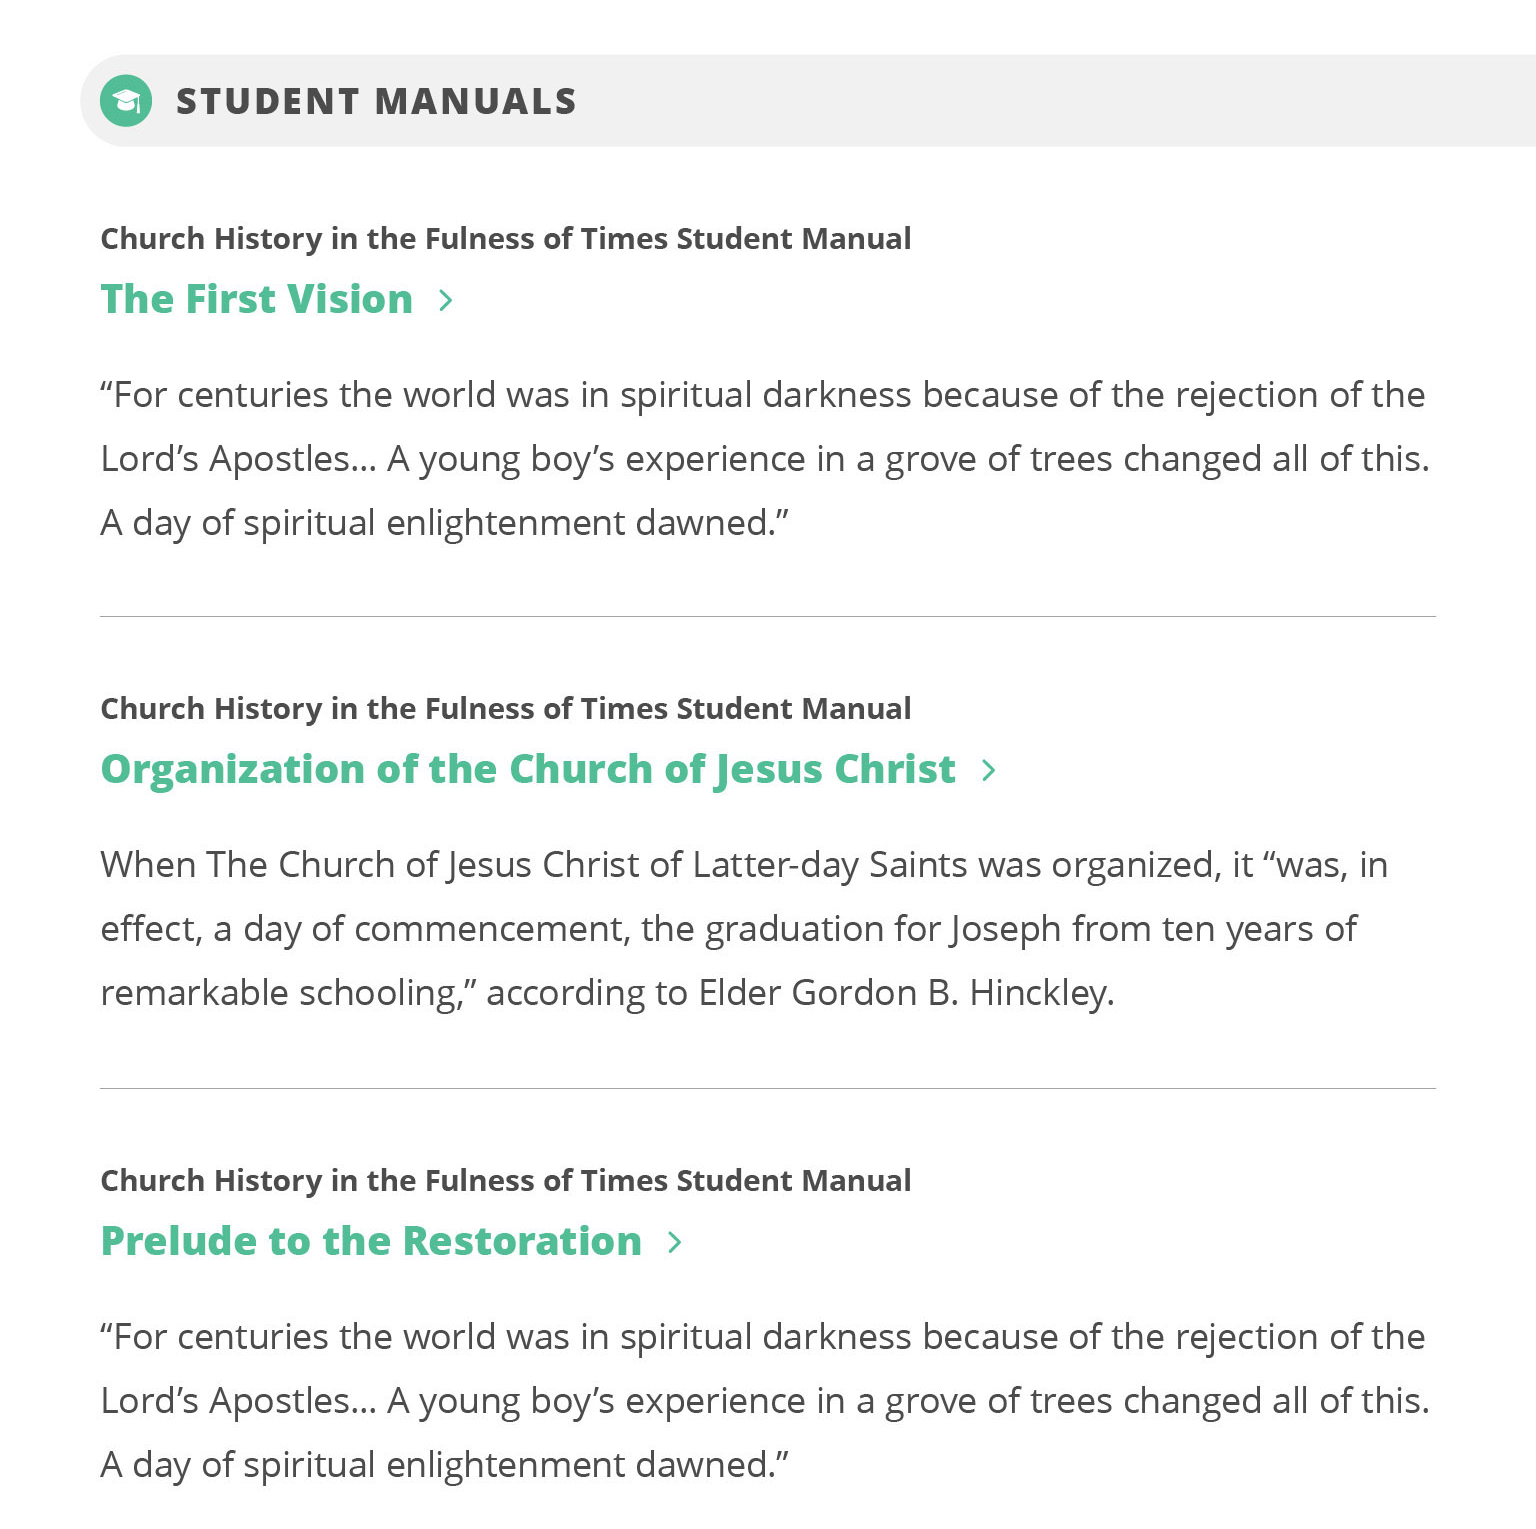 STUDENT MANUALS
Church History in the Fulness of Times Student Manual
The First Vision
“For centuries the world was in spiritual darkness because of the rejection of the
Lord’s Apostles... A young boy’s experience in a grove of trees changed all of this.
A day of spiritual enlightenment dawned.”
Church History in the Fulness of Times Student Manual
Organization of the Church of Jesus Christ
When The Church of Jesus Christ of Latter-day Saints was organized, it “was, in
effect, a day of commencement, the graduation for Joseph from ten years of
remarkable schooling,” according to Elder Gordon B. Hinckley.
Church History in the Fulness of Times Student Manual
Prelude to the Restoration
“For centuries the world was in spiritual darkness because of the rejection of the
Lord’s Apostles... A young boy’s experience in a grove of trees changed all of this.
A day of spiritual enlightenment dawned.”